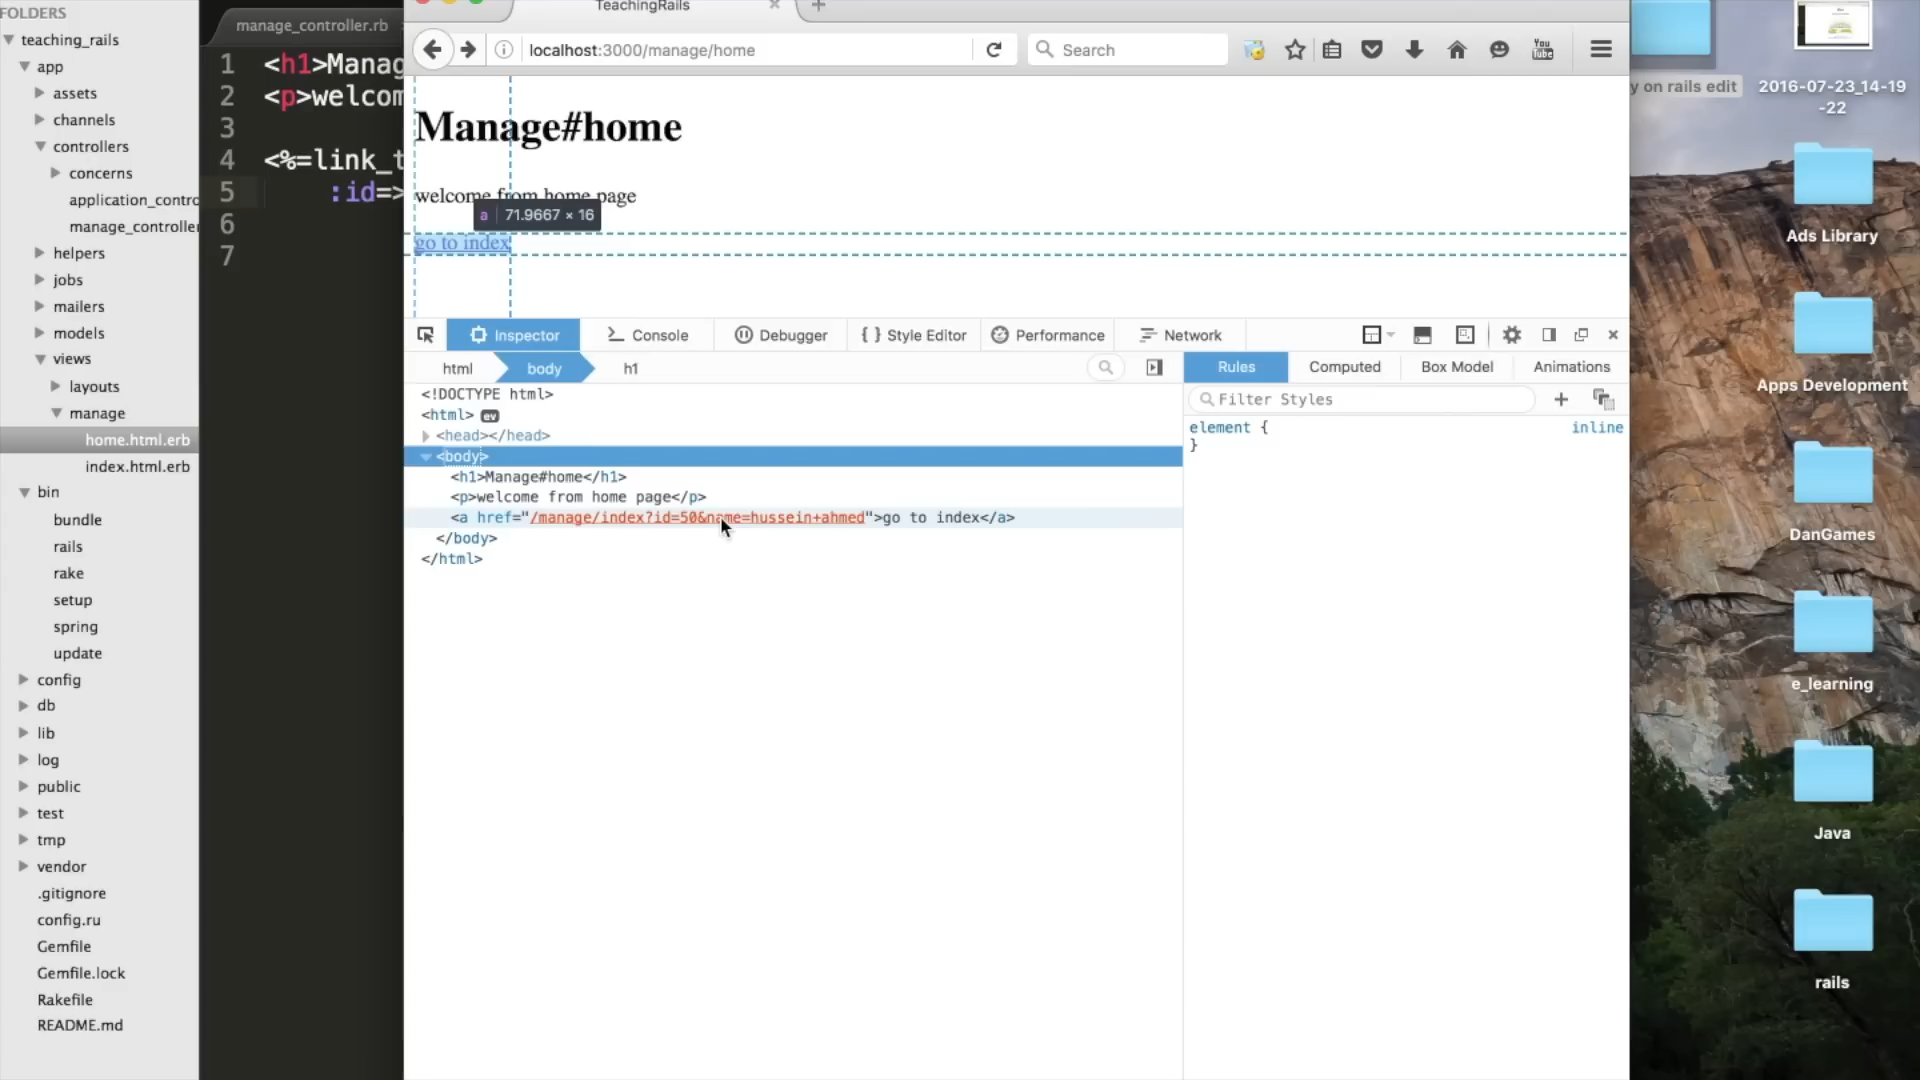 FOLDERS
teaching_rails
app
assets
channels
controllers
concerns
application_contro
manage_controller
helpers
jobs
mailers
models
views
layouts
manage
home.html.erb
index.html.erb
bin
bundle
rails
rake
setup
spring
update
config
db
lib
log
public
test
tmp
vendor
.gitignore
config.ru
Gemfile
Gemfile.lock
Rakefile
README.md
manage_controller.rb
1 <h1>Manag
2 <p>welcom
3
4 <%=link_t
5 :id=>
6
7
TeachingRails
localhost:3000/manage/home
Search
You Tube
Manage#home
welcome from home page
a 71.9667 × 16
go to index
Inspector Console Debugger { } Style Editor Performance Network
html body h1
<!DOCTYPE html>
<html> ev
<head></head>
<body>
<h1>Manage#home</h1>
<p>welcome from home page</p>
<a href="/manage/index?id=50&name=hussein+ahmed">go to index</a>
</body>
</html>
Rules Computed Box Model Animations
Filter Styles
element { inline
}
y on rails edit
2016-07-23_14-19
-22
Ads Library
Apps Development
DanGames
e_learning
Java
rails